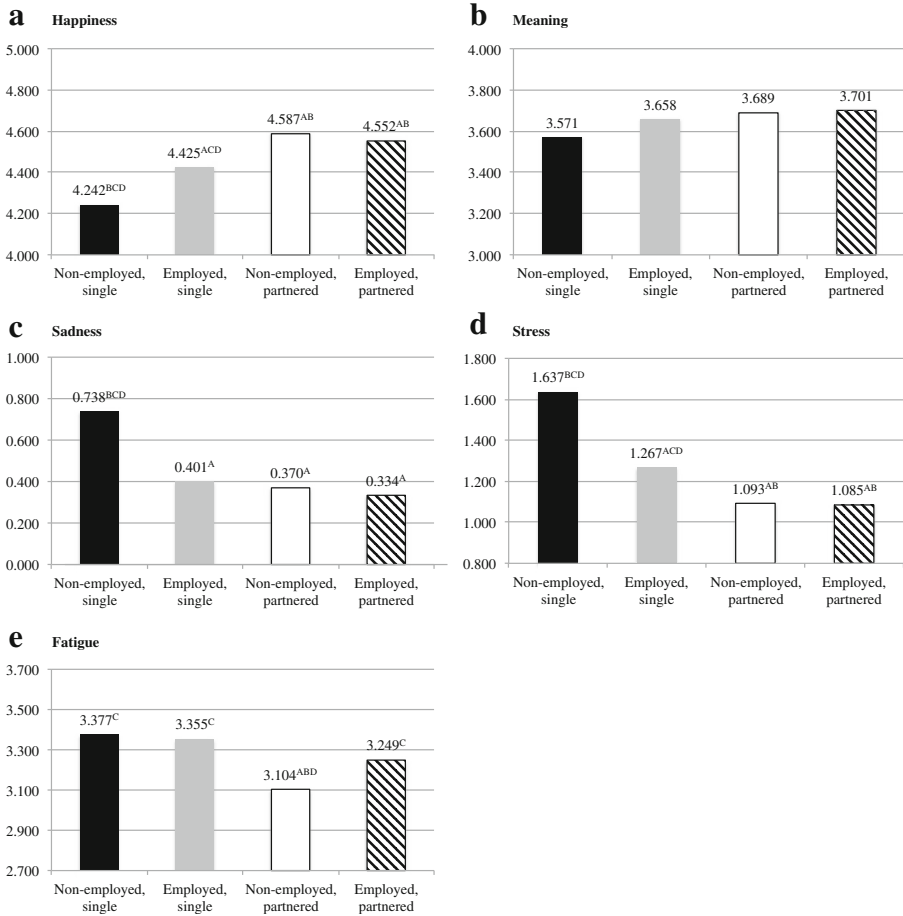 a Happiness
5.000
4.800
4.600
4.400
4.200
4.000
4.242ᴮᶜᴰ
4.425ᴬᶜᴰ
4.587ᴬᴮ
4.552ᴬᴮ
Non-employed, single
Employed, single
Non-employed, partnered
Employed, partnered
b Meaning
4.000
3.800
3.600
3.400
3.200
3.000
3.571
3.658
3.689
3.701
Non-employed, single
Employed, single
Non-employed, partnered
Employed, partnered
c Sadness
1.000
0.800
0.600
0.400
0.200
0.000
0.738ᴮᶜᴰ
0.401ᴬ
0.370ᴬ
0.334ᴬ
Non-employed, single
Employed, single
Non-employed, partnered
Employed, partnered
d Stress
1.800
1.600
1.400
1.200
1.000
0.800
1.637ᴮᶜᴰ
1.267ᴬᶜᴰ
1.093ᴬᴮ
1.085ᴬᴮ
Non-employed, single
Employed, single
Non-employed, partnered
Employed, partnered
e Fatigue
3.700
3.500
3.300
3.100
2.900
2.700
3.377ᶜ
3.355ᶜ
3.104ᴬᴮᴰ
3.249ᶜ
Non-employed, single
Employed, single
Non-employed, partnered
Employed, partnered